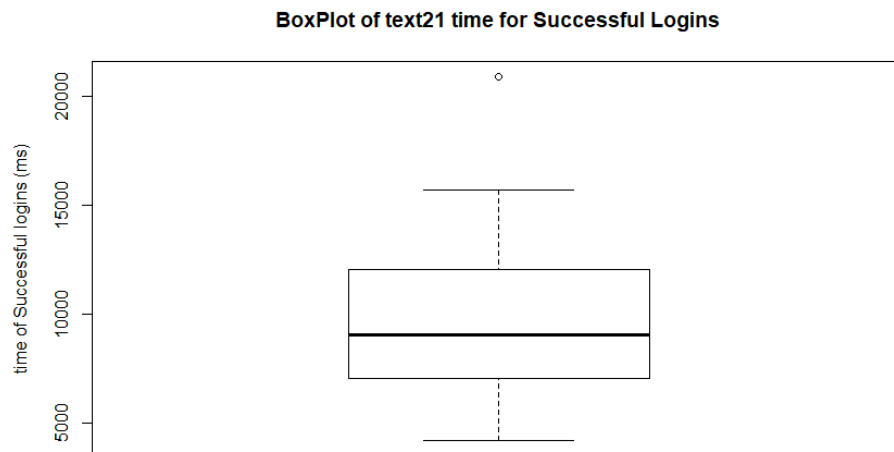 BoxPlot of text21 time for Successful Logins
time of Successful logins (ms)
20000
15000
10000
5000